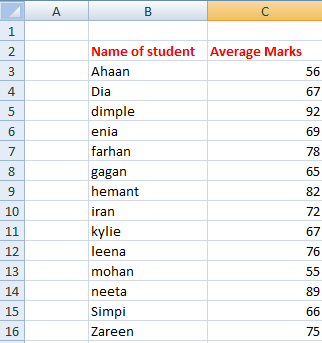 A B C
1
2 Name of student Average Marks
3 Ahaan 56
4 Dia 67
5 dimple 92
6 enia 69
7 farhan 78
8 gagan 65
9 hemant 82
10 iran 72
11 kylie 67
12 leena 76
13 mohan 55
14 neeta 89
15 Simpi 66
16 Zareen 75